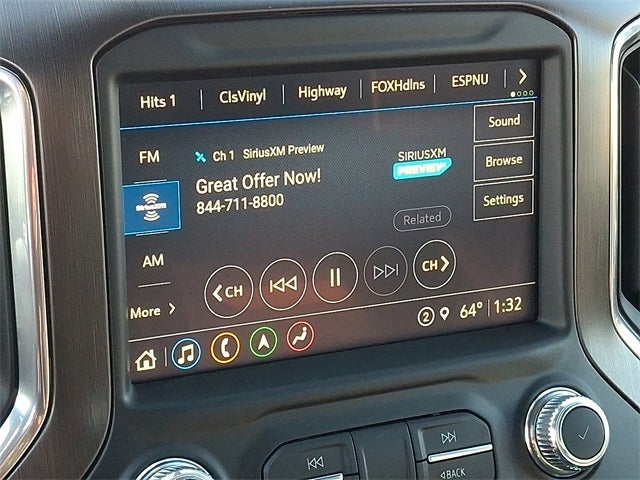 Hits 1 ClsVinyl Highway FOXHdlns ESPNU
FM
SiriusXM
AM
More
Ch 1 SiriusXM Preview
Great Offer Now!
844-711-8800
SIRIUSXM
PREVIEW
Related
Sound
Browse
Settings
CH
CH
2 64° 1:32
BACK